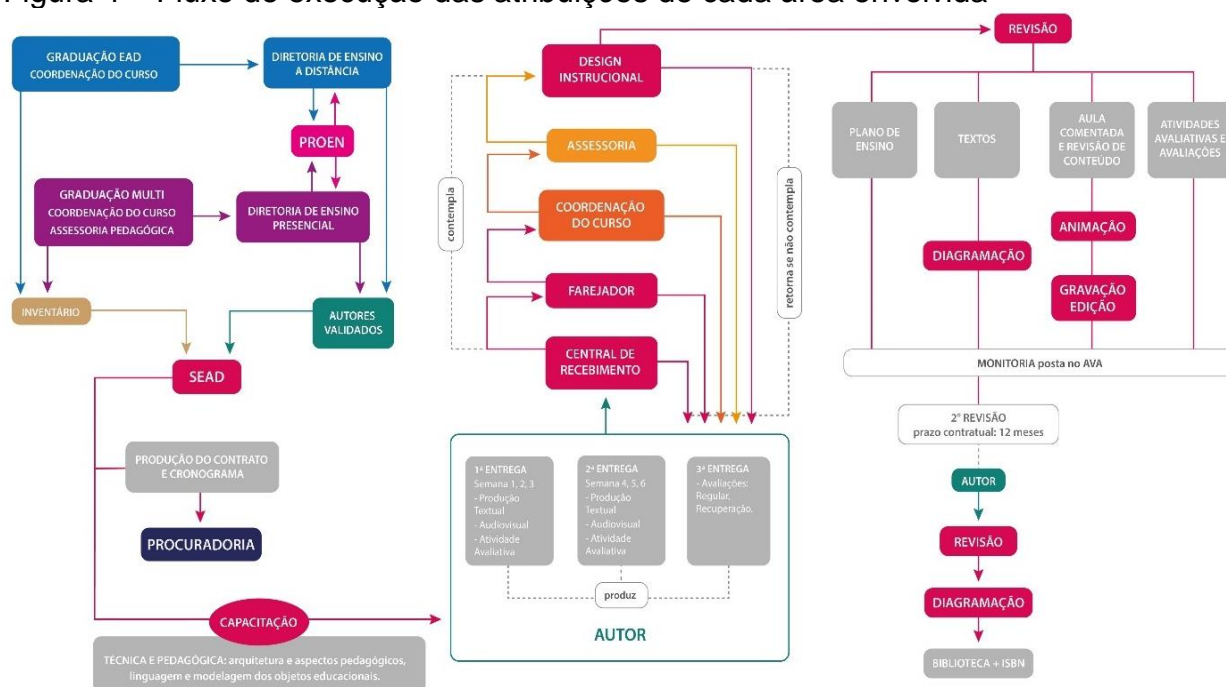 Figura 4 – Fluxo de execução das atribuições de cada área envolvida
GRADUAÇÃO EAD
COORDENAÇÃO DO CURSO
DIRETORIA DE ENSINO
A DISTÂNCIA
PROEN
GRADUAÇÃO MULTI
COORDENAÇÃO DO CURSO
ASSESSORIA PEDAGÓGICA
DIRETORIA DE ENSINO
PRESENCIAL
INVENTÁRIO
AUTORES
VALIDADOS
SEAD
PRODUÇÃO DO CONTRATO
E CRONOGRAMA
PROCURADORIA
CAPACITAÇÃO
TÉCNICA E PEDAGÓGICA: arquitetura e aspectos pedagógicos,
linguagem e modelagem dos objetos educacionais.
DESIGN
INSTRUCIONAL
ASSESSORIA
contempla
COORDENAÇÃO
DO CURSO
retorna se não contempla
FAREJADOR
CENTRAL DE
RECEBIMENTO
1ª ENTREGA
Semana 1, 2, 3
- Produção
Textual
- Audiovisual
- Atividade
Avaliativa
2ª ENTREGA
Semana 4, 5, 6
- Produção
Textual
- Audiovisual
- Atividade
Avaliativa
3ª ENTREGA
- Avaliações:
Regular.
Recuperação.
produz
AUTOR
REVISÃO
PLANO DE
ENSINO
TEXTOS
AULA
COMENTADA
E REVISÃO DE
CONTEÚDO
ATIVIDADES
AVALIATIVAS E
AVALIAÇÕES
DIAGRAMAÇÃO
ANIMAÇÃO
GRAVAÇÃO
EDIÇÃO
MONITORIA posta no AVA
2° REVISÃO
prazo contratual: 12 meses
AUTOR
REVISÃO
DIAGRAMAÇÃO
BIBLIOTECA + ISBN